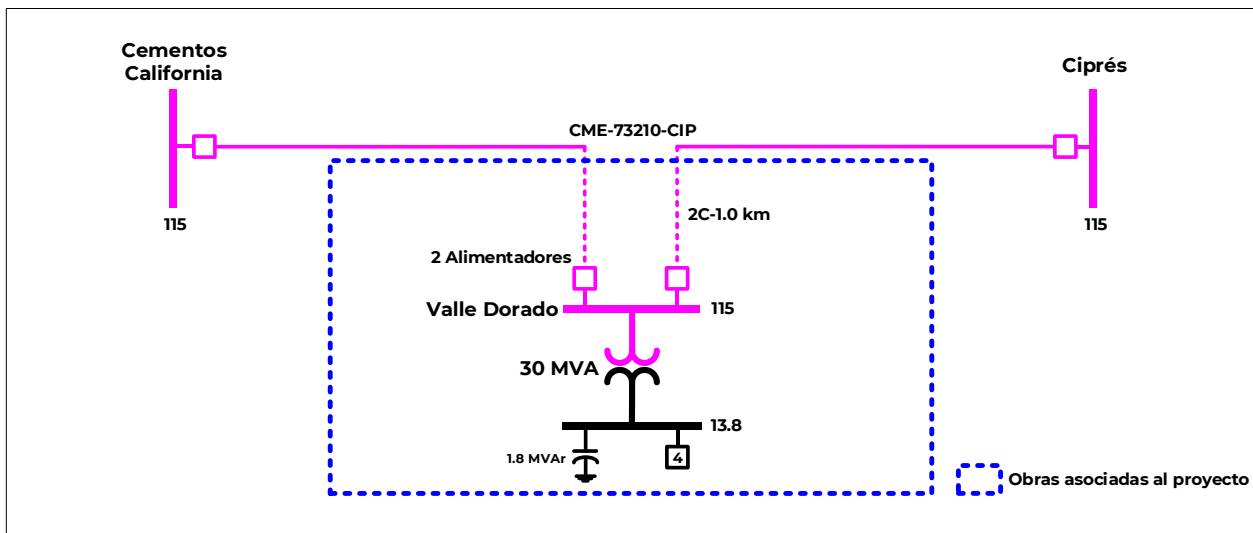 Cementos
California
Ciprés
CME-73210-CIP
115
2C-1.0 km
115
2 Alimentadores
Valle Dorado
115
30 MVA
13.8
1.8 MVAr
4
Obras asociadas al proyecto